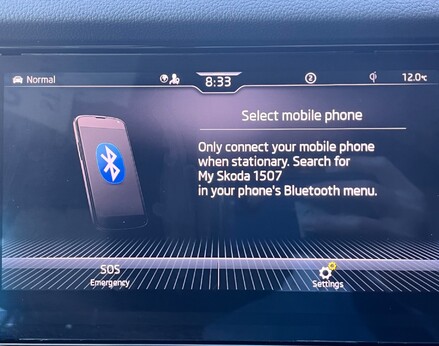 Normal
8:33
2
12.0°C
Select mobile phone
Only connect your mobile phone
when stationary. Search for
My Skoda 1507
in your phone's Bluetooth menu.
SOS
Emergency
Settings